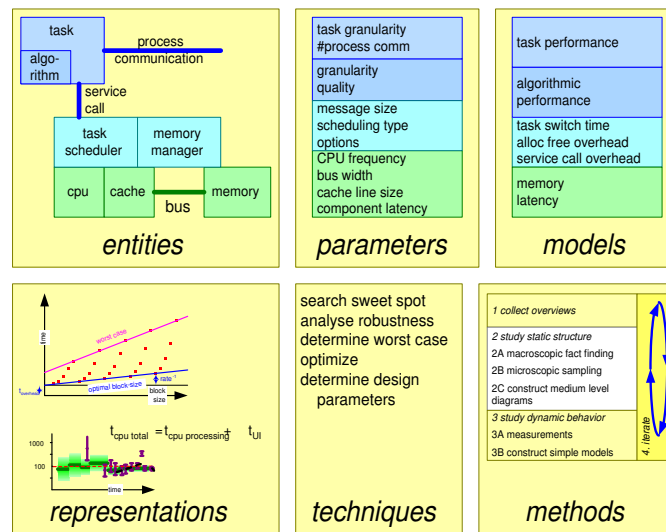 task
algo-
rithm
process
communication
service
call
task
scheduler
memory
manager
cpu
cache
memory
bus
entities
task granularity
#process comm
granularity
quality
message size
scheduling type
options
CPU frequency
bus width
cache line size
component latency
parameters
task performance
algorithmic
performance
task switch time
alloc free overhead
service call overhead
memory
latency
models
time
worst case
optimal block-size
rate
block
size
t cpu total = t cpu processing + t UI
1000
100
time
representations
search sweet spot
analyse robustness
determine worst case
optimize
determine design
parameters
techniques
1 collect overviews
2 study static structure
2A macroscopic fact finding
2B microscopic sampling
2C construct medium level
diagrams
3 study dynamic behavior
3A measurements
3B construct simple models
4. iterate
methods